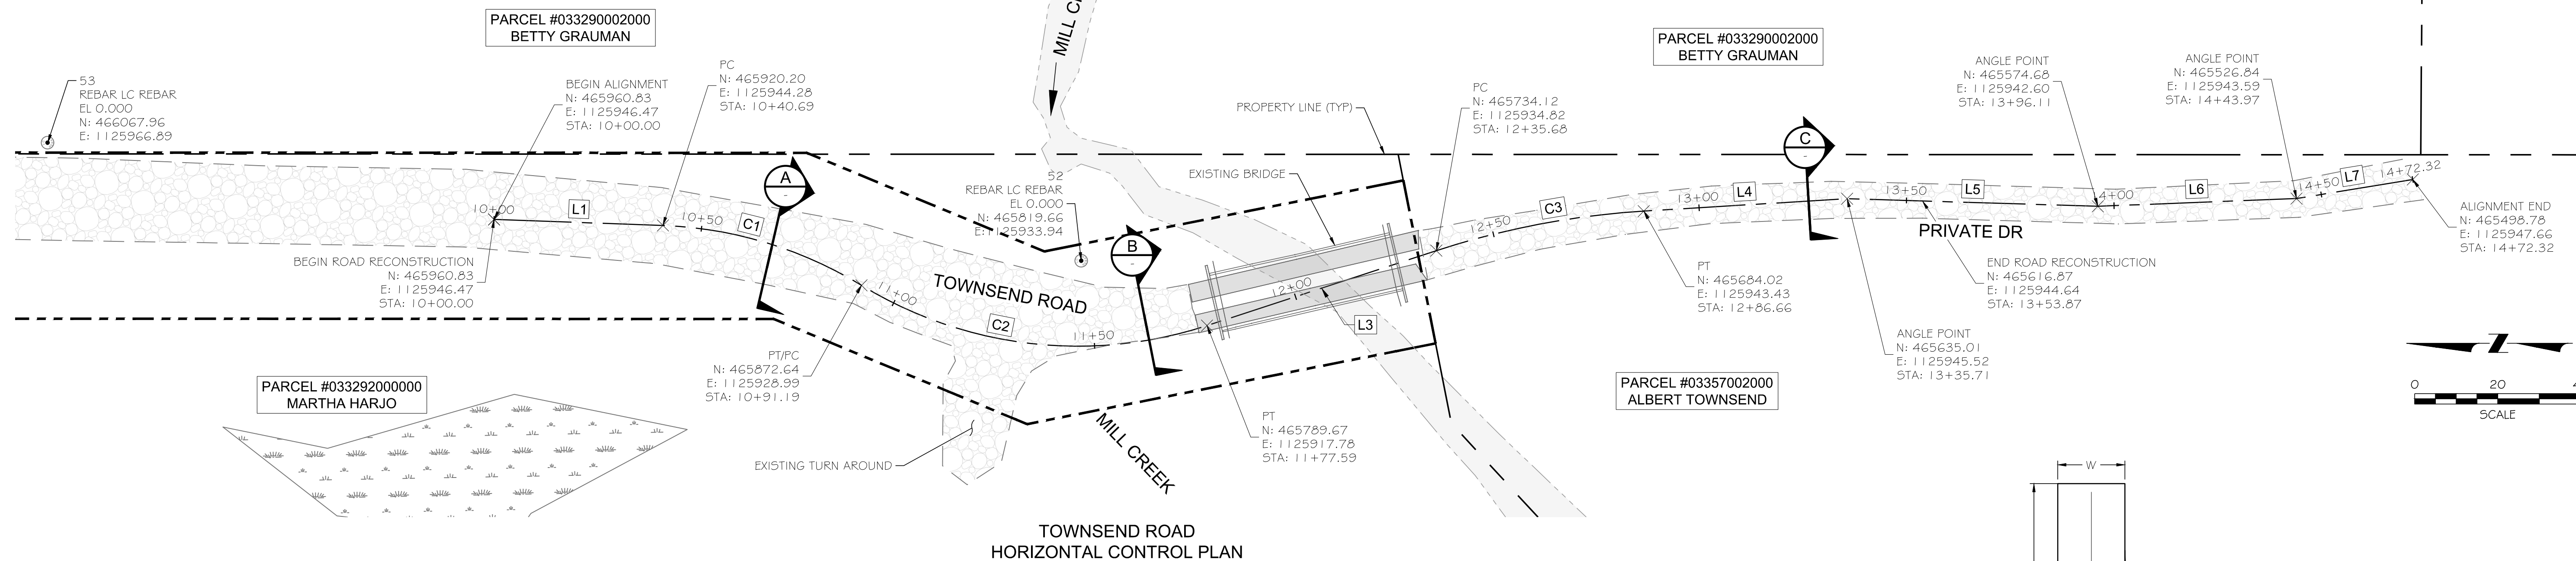 PARCEL #033290002000
BETTY GRAUMAN
53
REBAR LC REBAR
EL 0.000
N: 466067.96
E: 1125966.89
BEGIN ALIGNMENT
N: 465960.83
E: 1125946.47
STA: 10+00.00
PC
N: 465920.20
E: 1125944.28
STA: 10+40.69
10+00
L1
10+50
C1
A
-
BEGIN ROAD RECONSTRUCTION
N: 465960.83
E: 1125946.47
STA: 10+00.00
PT/PC
N: 465872.64
E: 1125928.99
STA: 10+91.19
PARCEL #033292000000
MARTHA HARJO
EXISTING TURN AROUND
11+00
TOWNSEND ROAD
C2
11+50
52
REBAR LC REBAR
EL 0.000
N: 465819.66
E: 1125933.94
B
-
MILL CREEK
PROPERTY LINE (TYP)
EXISTING BRIDGE
12+00
L3
PT
N: 465789.67
E: 1125917.78
STA: 11+77.59
PC
N: 465734.12
E: 1125934.82
STA: 12+35.68
12+50
C3
PARCEL #033290002000
BETTY GRAUMAN
PT
N: 465684.02
E: 1125943.43
STA: 12+86.66
13+00
L4
C
-
PARCEL #03357002000
ALBERT TOWNSEND
13+50
L5
PRIVATE DR
ANGLE POINT
N: 465635.01
E: 1125945.52
STA: 13+35.71
END ROAD RECONSTRUCTION
N: 465616.87
E: 1125944.64
STA: 13+53.87
ANGLE POINT
N: 465574.68
E: 1125942.60
STA: 13+96.11
L6
ANGLE POINT
N: 465526.84
E: 1125943.59
STA: 14+43.97
14+50
L7
14+72.32
ALIGNMENT END
N: 465498.78
E: 1125947.66
STA: 14+72.32
0
20
SCALE
W
TOWNSEND ROAD
HORIZONTAL CONTROL PLAN